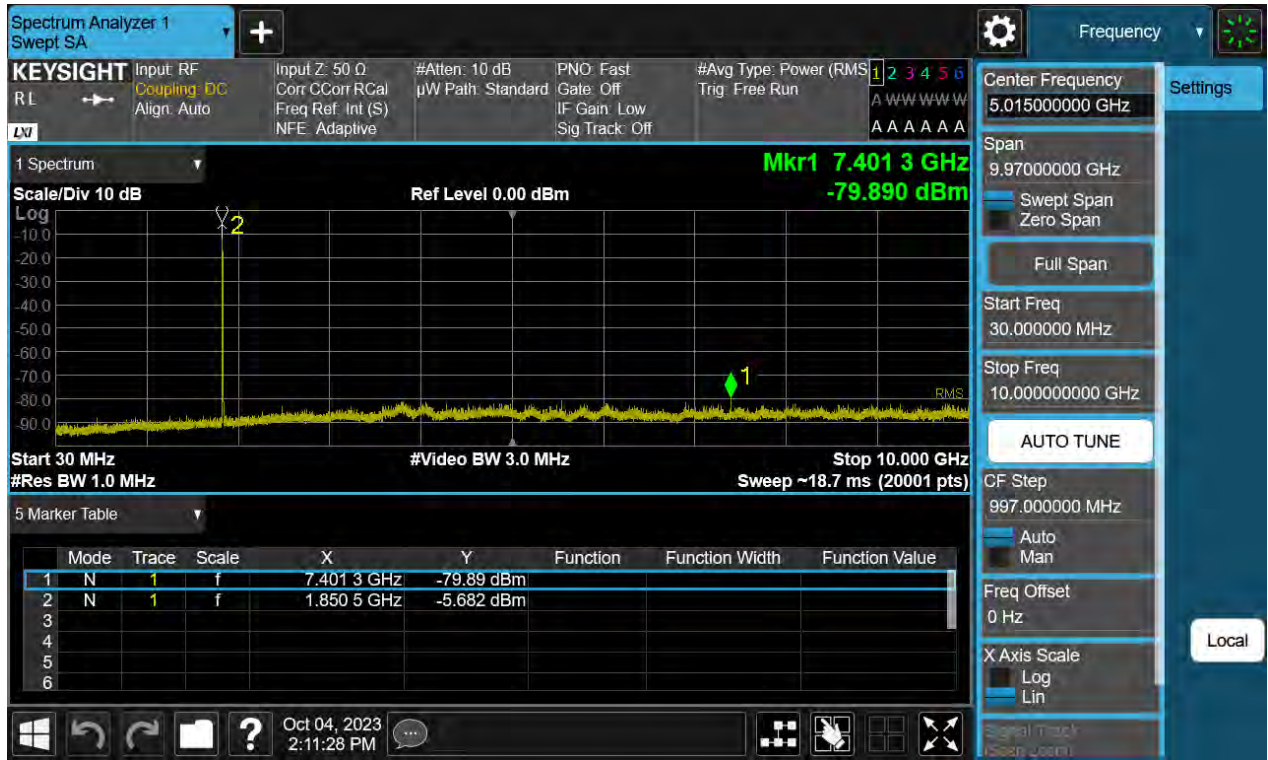 Spectrum Analyzer 1
Swept SA
+
Frequency
KEYSIGHT
RL
LXI
Input: RF
Coupling: DC
Align: Auto
Input Z: 50 Ω
Corr CCorr RCal
Freq Ref: Int (S)
NFE: Adaptive
#Atten: 10 dB
µW Path: Standard
PNO: Fast
Gate: Off
IF Gain: Low
Sig Track: Off
#Avg Type: Power (RMS
Trig: Free Run
1 2 3 4 5 6
A W W W W W
A A A A A A
1 Spectrum
Mkr1 7.401 3 GHz
Scale/Div 10 dB
Ref Level 0.00 dBm
-79.890 dBm
Log
2
-10.0
-20.0
-30.0
-40.0
-50.0
-60.0
-70.0
1
-80.0
RMS
-90.0
Start 30 MHz
#Video BW 3.0 MHz
Stop 10.000 GHz
#Res BW 1.0 MHz
Sweep ~18.7 ms (20001 pts)
5 Marker Table
Mode Trace Scale X Y Function Function Width Function Value
1 N 1 f 7.401 3 GHz -79.89 dBm
2 N 1 f 1.850 5 GHz -5.682 dBm
3
4
5
6
?
Oct 04, 2023
2:11:28 PM
Center Frequency
5.015000000 GHz
Span
9.97000000 GHz
Swept Span
Zero Span
Full Span
Start Freq
30.000000 MHz
Stop Freq
10.000000000 GHz
AUTO TUNE
CF Step
997.000000 MHz
Auto
Man
Freq Offset
0 Hz
X Axis Scale
Log
Lin
Signal Track
(Span Zoom)
Settings
Local